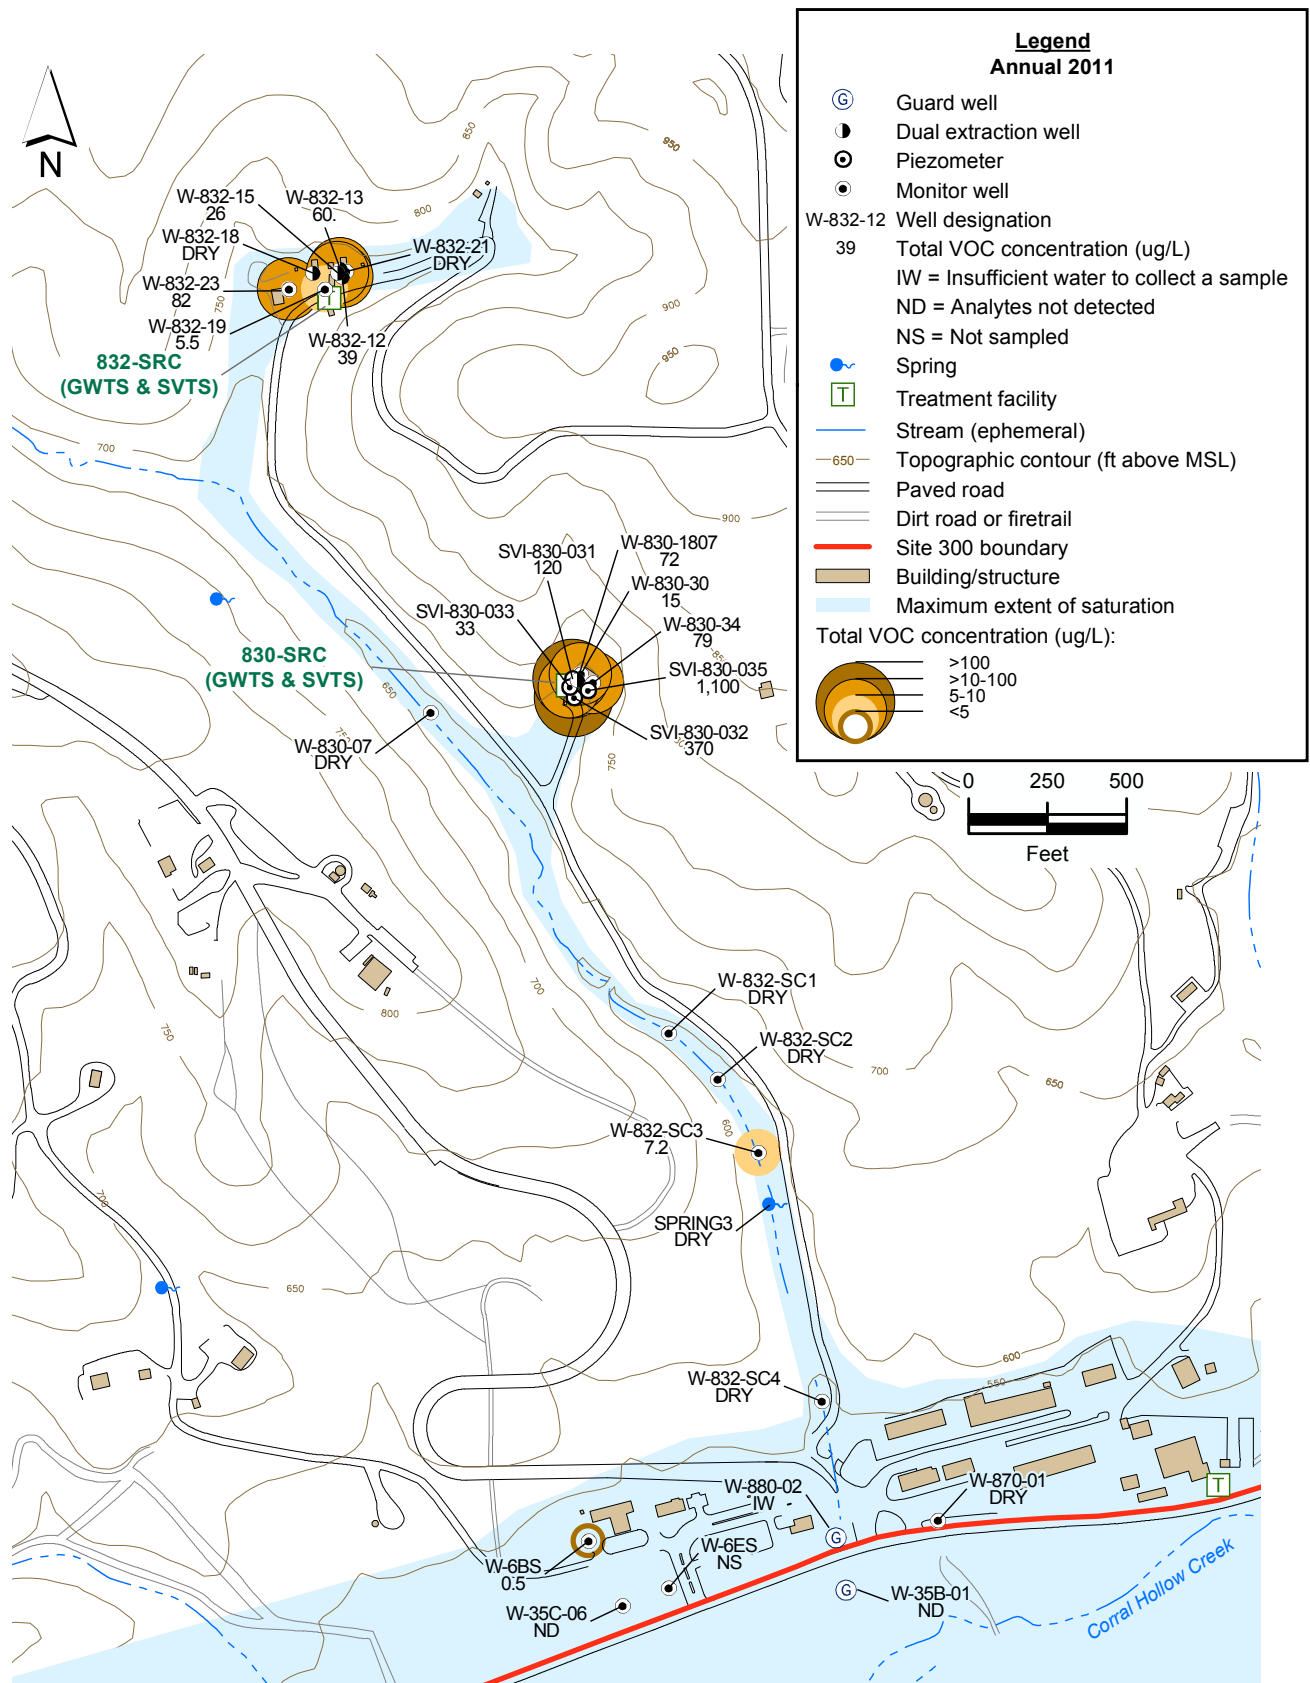 Legend
Annual 2011
Guard well
Dual extraction well
Piezometer
Monitor well
W-832-12 Well designation
39 Total VOC concentration (ug/L)
IW = Insufficient water to collect a sample
ND = Analytes not detected
NS = Not sampled
Spring
T Treatment facility
Stream (ephemeral)
650 Topographic contour (ft above MSL)
Paved road
Dirt road or firetrail
Site 300 boundary
Building/structure
Maximum extent of saturation
Total VOC concentration (ug/L):
>100
>10-100
5-10
<5
0 250 500
Feet
N
G
850
950
W-832-15
26
W-832-13
60.
800
W-832-18
DRY
W-832-21
DRY
W-832-23
82
750
W-832-19
5.5
W-832-12
39
T
832-SRC
(GWTS & SVTS)
900
950
700
900
SVI-830-031
120
W-830-1807
72
W-830-30
15
SVI-830-033
33
W-830-34
79
SVI-830-035
1,100
830-SRC
(GWTS & SVTS)
650
W-830-07
DRY
SVI-830-032
370
750
W-832-SC1
DRY
700
800
750
W-832-SC2
DRY
700
650
600
W-832-SC3
7.2
700
SPRING3
DRY
650
600
550
W-832-SC4
DRY
W-880-02
IW
W-870-01
DRY
T
G
W-6BS
0.5
W-6ES
NS
G
W-35B-01
ND
W-35C-06
ND
Corral Hollow Creek